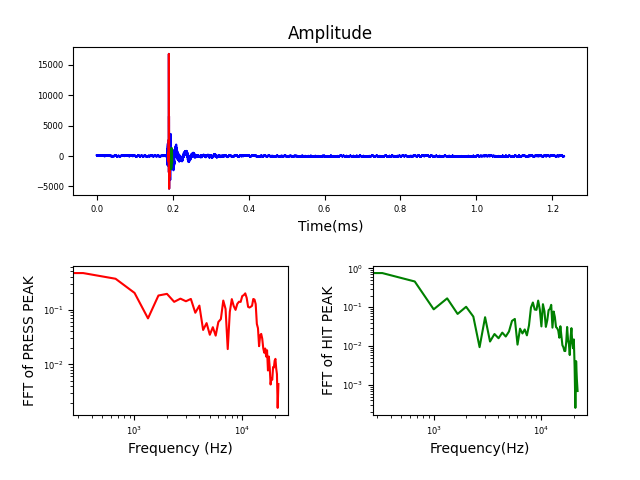 Amplitude
15000
10000
5000
0
−5000
0.0 0.2 0.4 0.6 0.8 1.0 1.2
Time(ms)
FFT of PRESS PEAK
10⁻¹
10⁻²
10³ 10⁴
Frequency (Hz)
FFT of HIT PEAK
10⁰
10⁻¹
10⁻²
10⁻³
10³ 10⁴
Frequency(Hz)